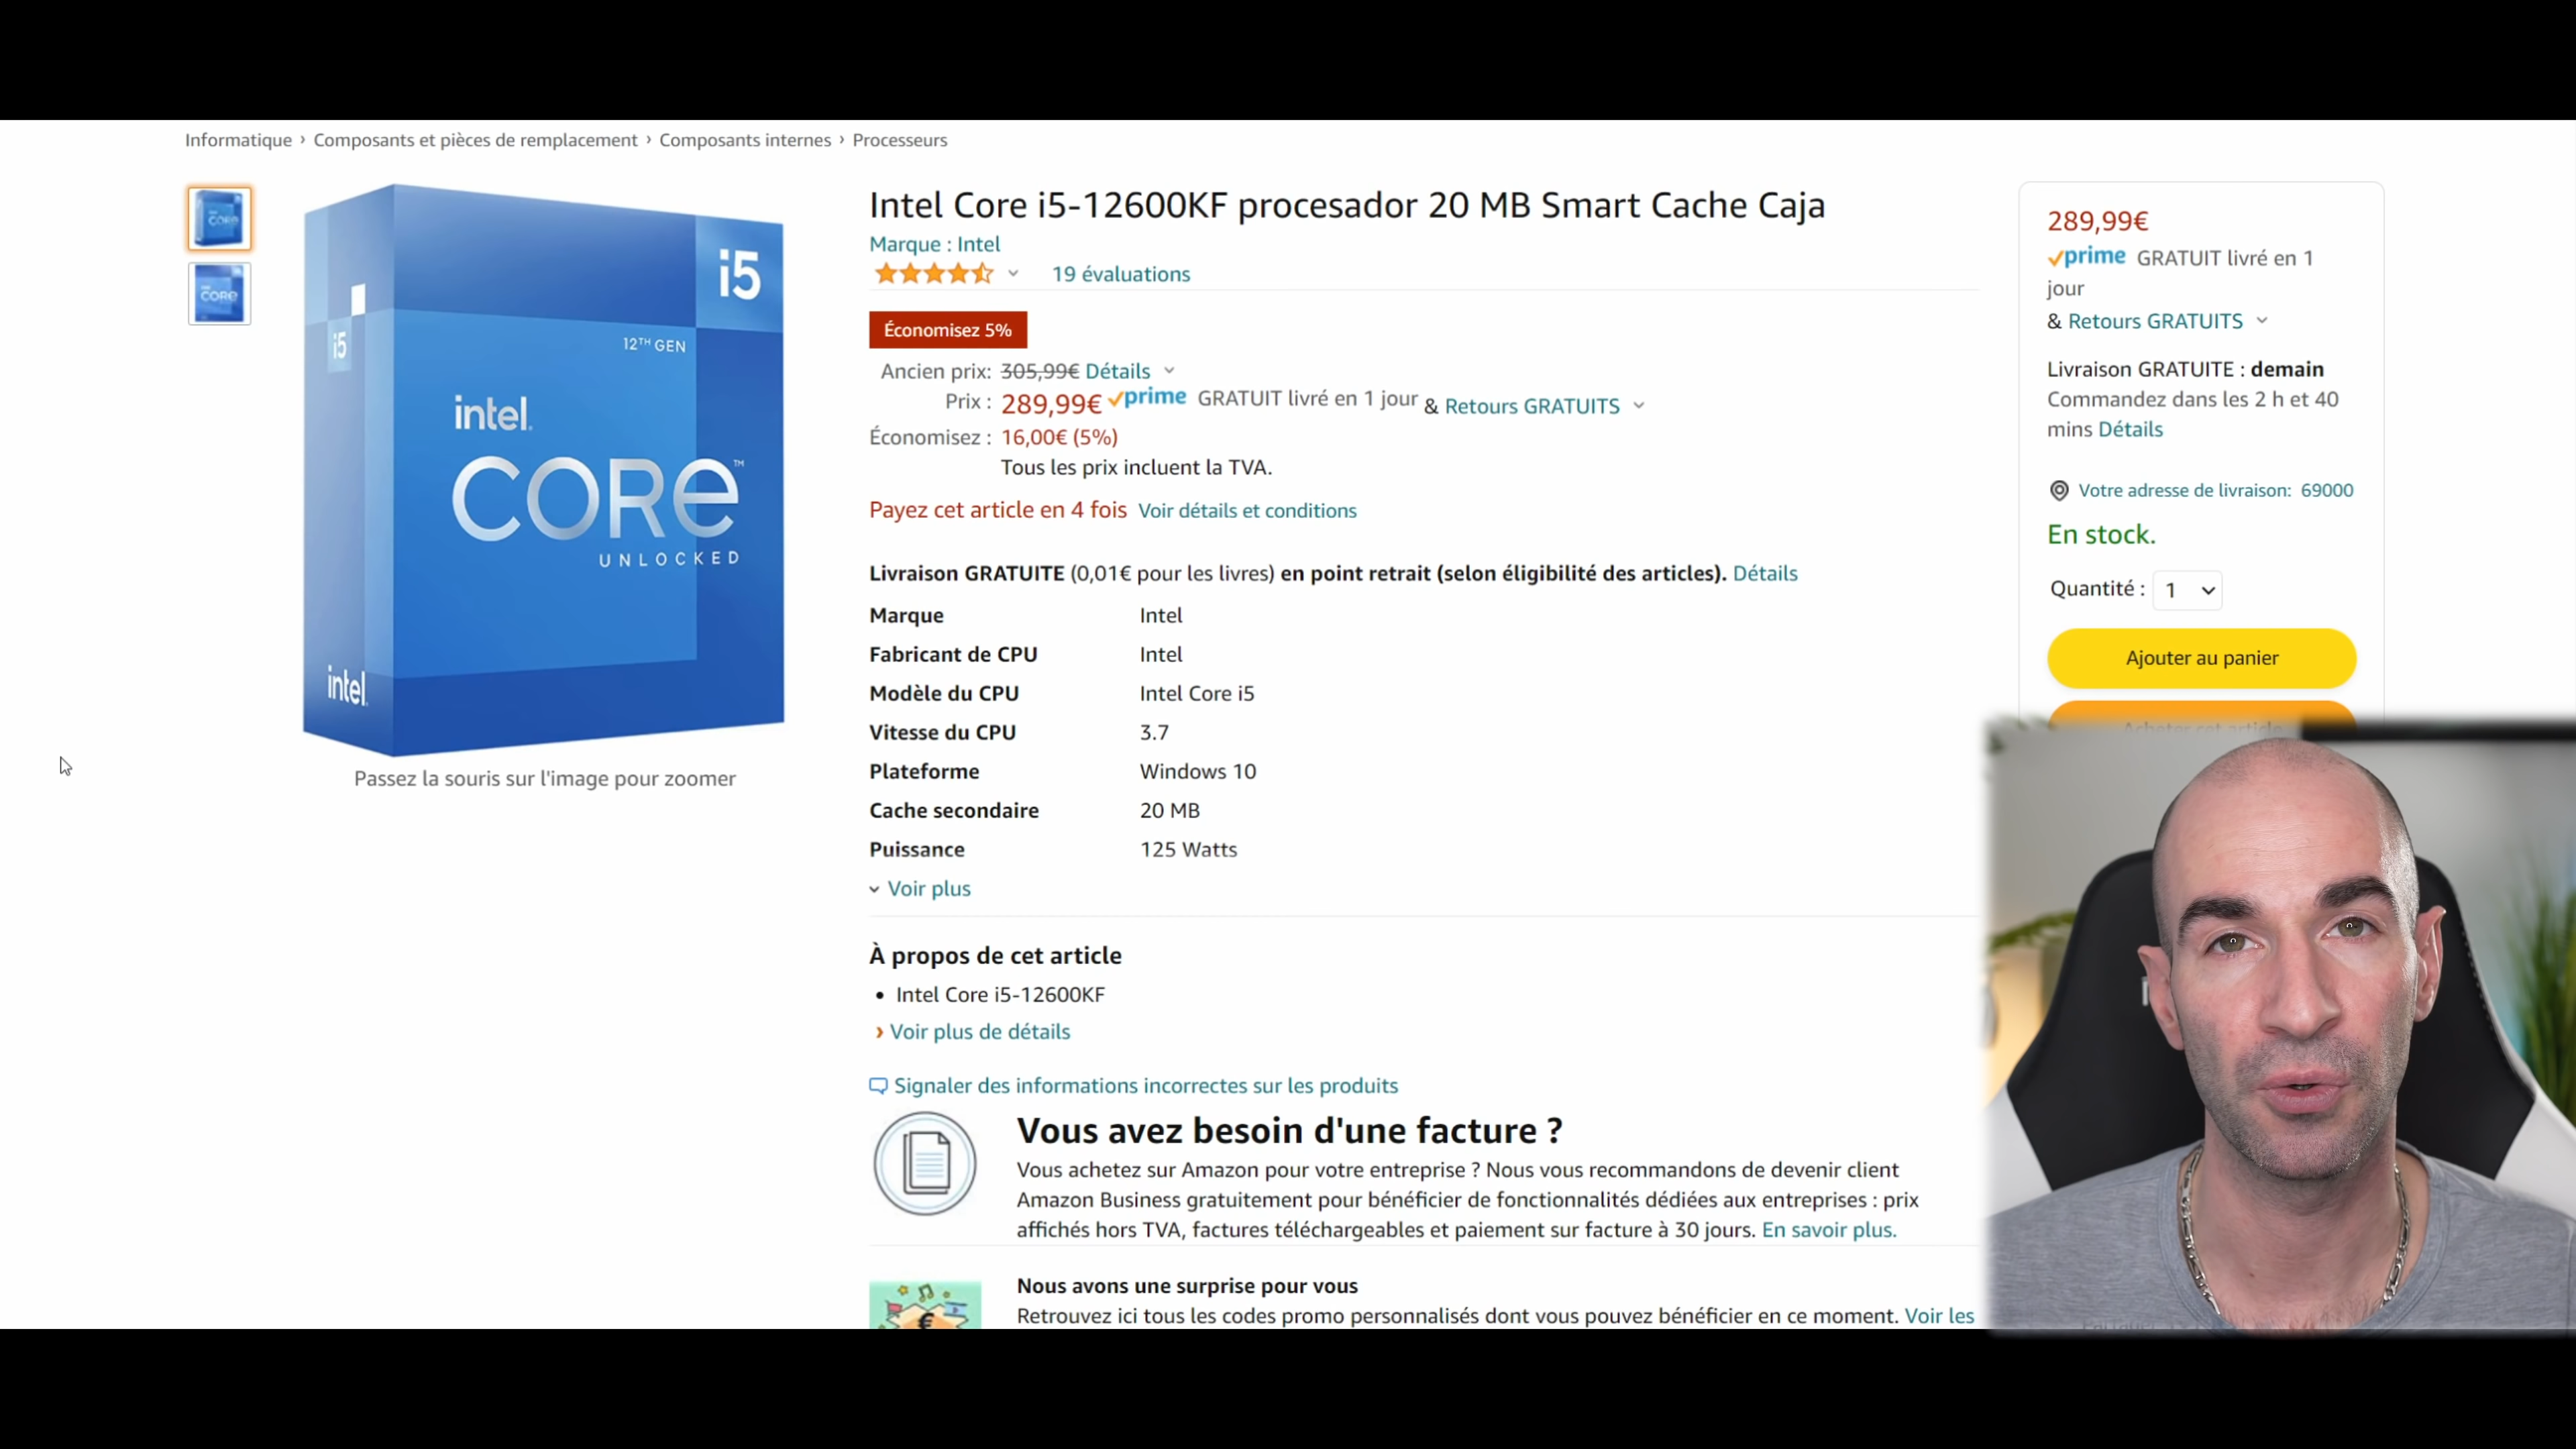 Informatique › Composants et pièces de remplacement › Composants internes › Processeurs
CORE
CORE
i5
12TH GEN
i5
intel.
CORE™
UNLOCKED
intel.
Passez la souris sur l'image pour zoomer
Intel Core i5-12600KF procesador 20 MB Smart Cache Caja
Marque : Intel
19 évaluations
Économisez 5%
Ancien prix: 305,99€ Détails
Prix : 289,99€ prime GRATUIT livré en 1 jour & Retours GRATUITS
Économisez : 16,00€ (5%)
Tous les prix incluent la TVA.
Payez cet article en 4 fois Voir détails et conditions
Livraison GRATUITE (0,01€ pour les livres) en point retrait (selon éligibilité des articles). Détails
Marque Intel
Fabricant de CPU Intel
Modèle du CPU Intel Core i5
Vitesse du CPU 3.7
Plateforme Windows 10
Cache secondaire 20 MB
Puissance 125 Watts
Voir plus
À propos de cet article
• Intel Core i5-12600KF
› Voir plus de détails
Signaler des informations incorrectes sur les produits
Vous avez besoin d'une facture ?
Vous achetez sur Amazon pour votre entreprise ? Nous vous recommandons de devenir client
Amazon Business gratuitement pour bénéficier de fonctionnalités dédiées aux entreprises : prix
affichés hors TVA, factures téléchargeables et paiement sur facture à 30 jours. En savoir plus.
Nous avons une surprise pour vous
Retrouvez ici tous les codes promo personnalisés dont vous pouvez bénéficier en ce moment. Voir les
289,99€
prime GRATUIT livré en 1
jour
& Retours GRATUITS
Livraison GRATUITE : demain
Commandez dans les 2 h et 40
mins Détails
Votre adresse de livraison: 69000
En stock.
Quantité : 1
Ajouter au panier
Acheter cet article